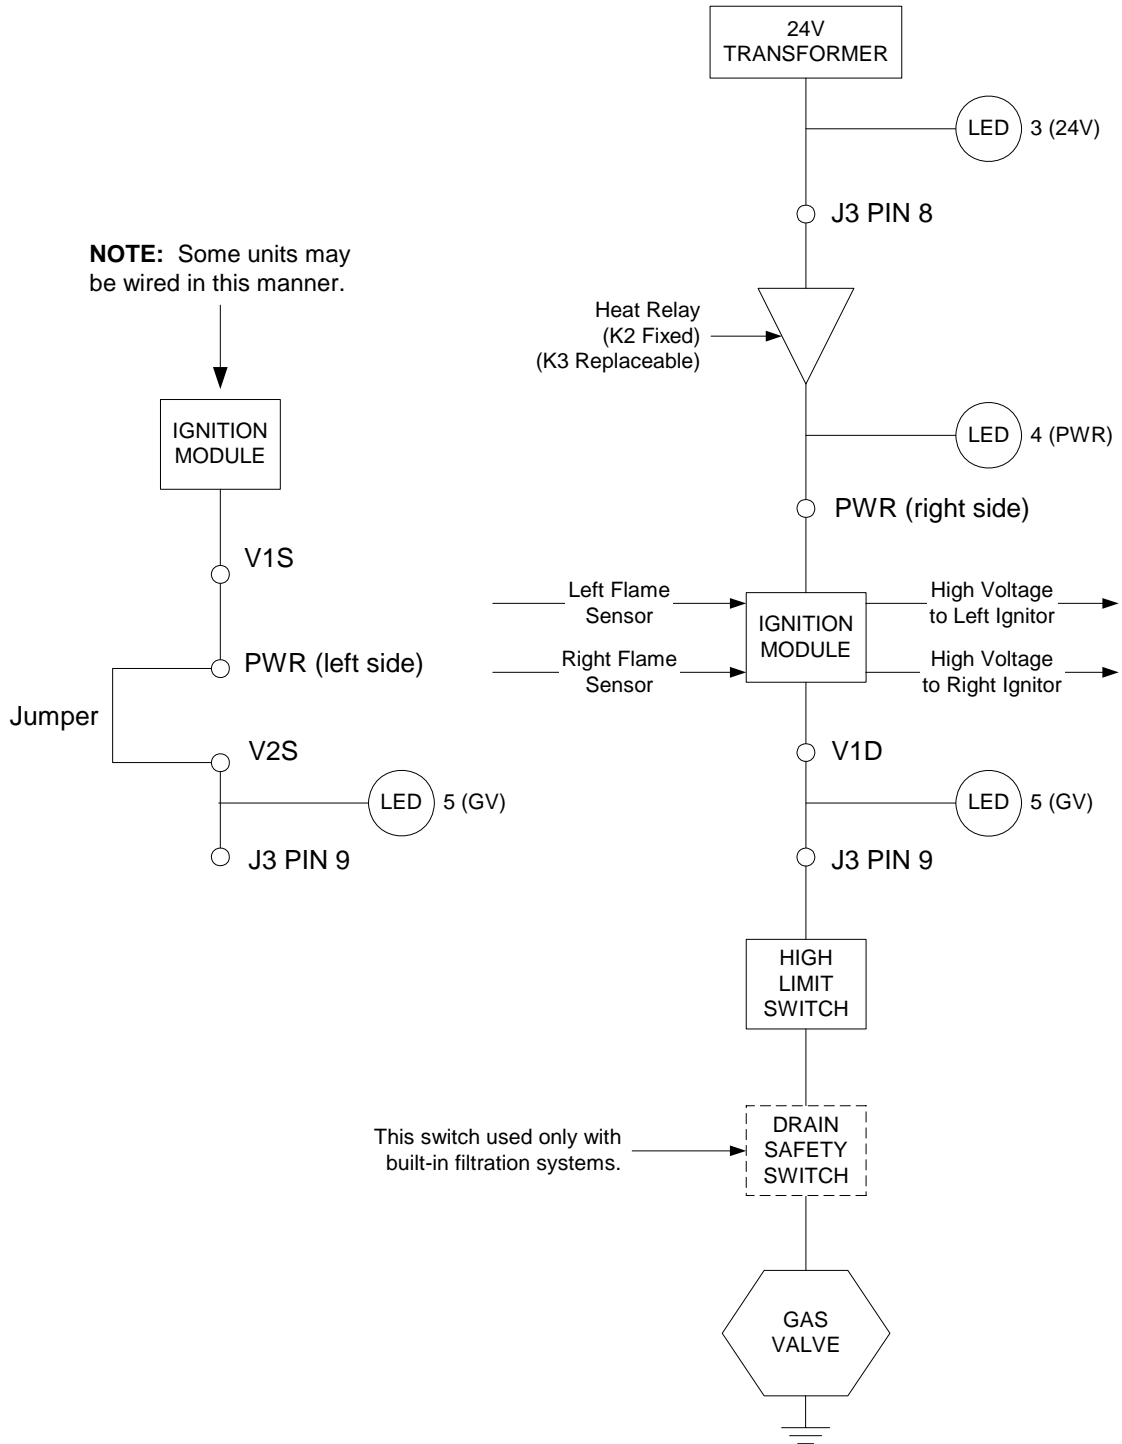 24V
TRANSFORMER
LED 3 (24V)
J3 PIN 8
NOTE: Some units may
be wired in this manner.
Heat Relay
(K2 Fixed)
(K3 Replaceable)
IGNITION
MODULE
LED 4 (PWR)
PWR (right side)
V1S
Left Flame
Sensor
Right Flame
Sensor
IGNITION
MODULE
High Voltage
to Left Ignitor
High Voltage
to Right Ignitor
PWR (left side)
Jumper
V2S
LED 5 (GV)
J3 PIN 9
V1D
LED 5 (GV)
J3 PIN 9
HIGH
LIMIT
SWITCH
This switch used only with
built-in filtration systems.
DRAIN
SAFETY
SWITCH
GAS
VALVE